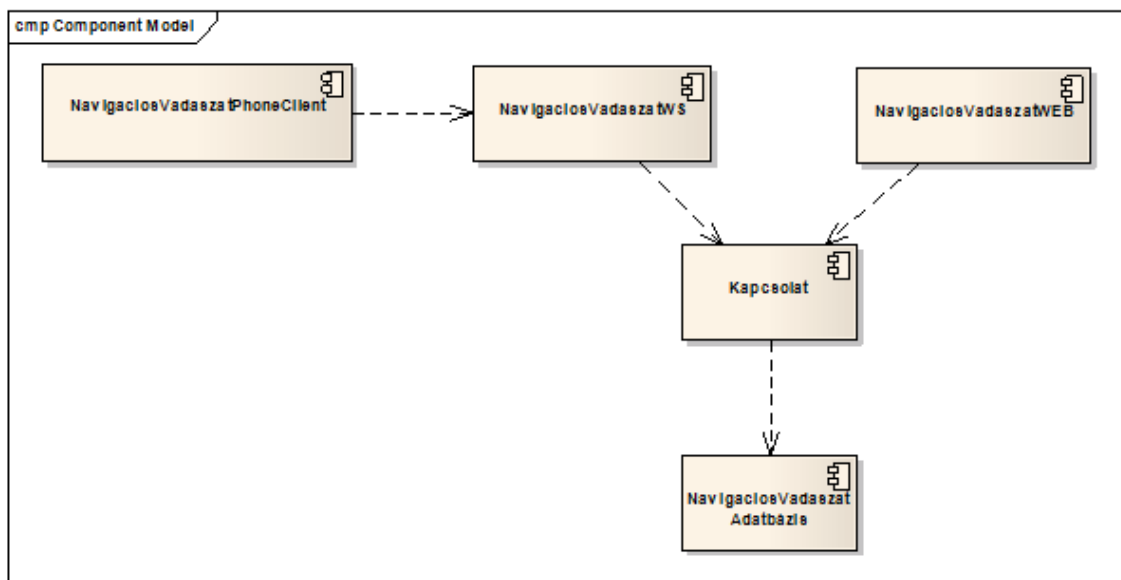 cmp Component Model
NavigaciosVadaszatPhoneClient
NavigaciosVadaszatWS
NavigaciosVadaszatWEB
Kapcsolat
NavigaciosVadaszat
Adatbázis